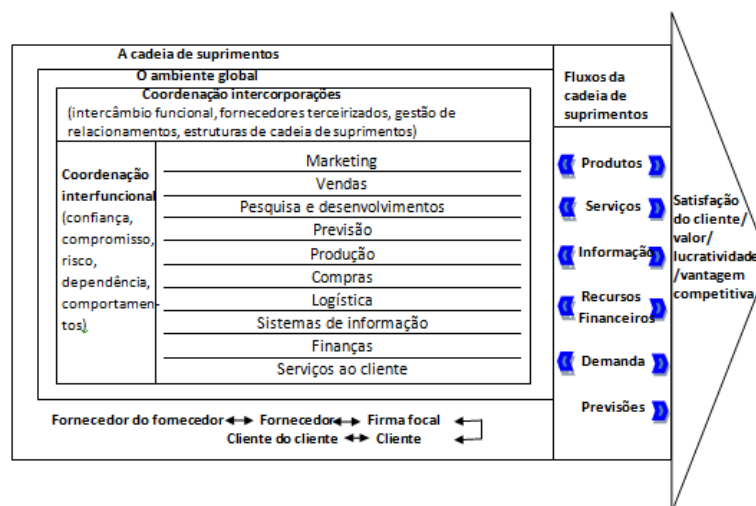 A cadeia de suprimentos
O ambiente global
Coordenação intercorporações
(intercâmbio funcional, fornecedores terceirizados, gestão de
relacionamentos, estruturas de cadeia de suprimentos)
Coordenação
interfuncional
(confiança,
compromisso,
risco,
dependência,
comportamen-
tos)
Marketing
Vendas
Pesquisa e desenvolvimentos
Previsão
Produção
Compras
Logística
Sistemas de informação
Finanças
Serviços ao cliente
Fornecedor do fornecedor Fornecedor Firma focal
Cliente do cliente Cliente
Fluxos da
cadeia de
suprimentos
Produtos
Serviços
Informação
Recursos
Financeiros
Demanda
Previsões
Satisfação
do cliente/
valor/
lucratividade
/vantagem
competitiva